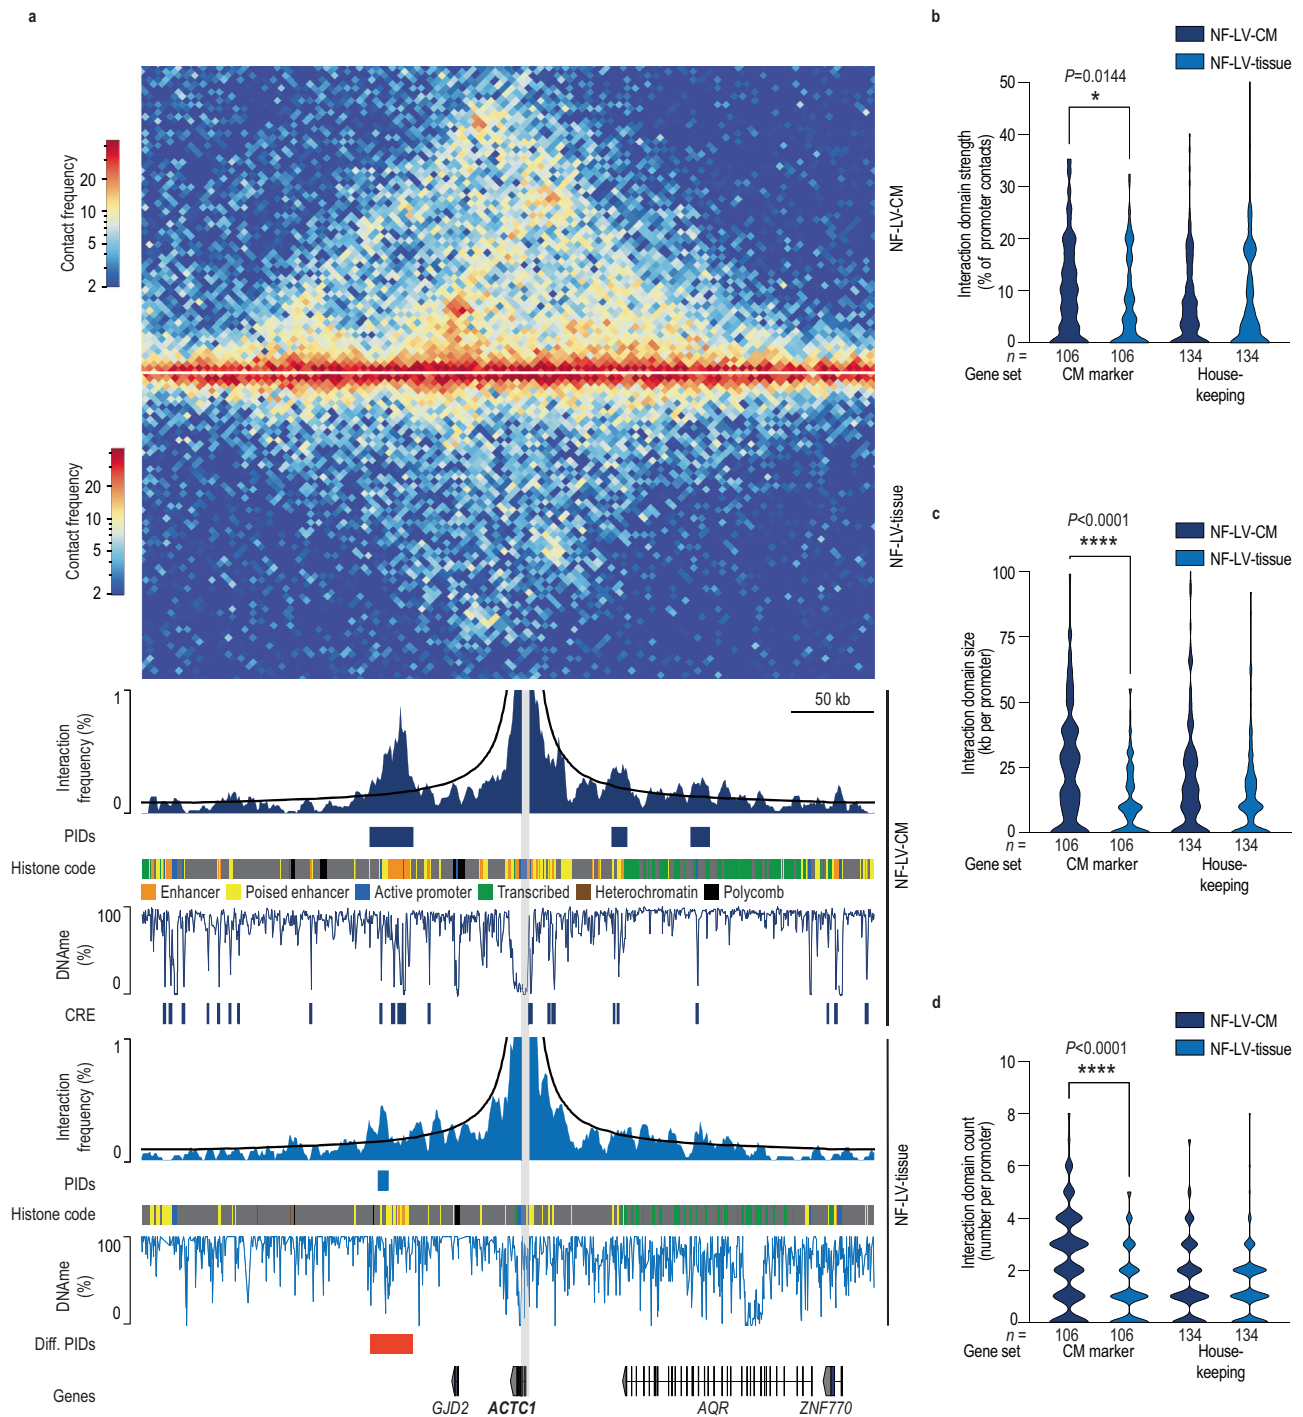 a
Contact frequency
20
10
5
2
NF-LV-CM
Contact frequency
20
10
5
2
NF-LV-tissue
Interaction
frequency (%)
1
0
50 kb
PIDs
Histone code
Enhancer Poised enhancer Active promoter Transcribed Heterochromatin Polycomb
DNAme
(%)
100
0
CRE
NF-LV-CM
Interaction
frequency (%)
1
0
PIDs
Histone code
DNAme
(%)
100
0
NF-LV-tissue
Diff. PIDs
Genes
GJD2 ACTC1 AQR ZNF770
b
NF-LV-CM
NF-LV-tissue
P=0.0144
*
Interaction domain strength
(% of promoter contacts)
50
40
30
20
10
0
n = 106 106 134 134
Gene set CM marker House-
keeping
c
NF-LV-CM
NF-LV-tissue
P<0.0001
****
Interaction domain size
(kb per promoter)
100
75
50
25
0
n = 106 106 134 134
Gene set CM marker House-
keeping
d
NF-LV-CM
NF-LV-tissue
P<0.0001
****
Interaction domain count
(number per promoter)
10
8
6
4
2
0
n = 106 106 134 134
Gene set CM marker House-
keeping